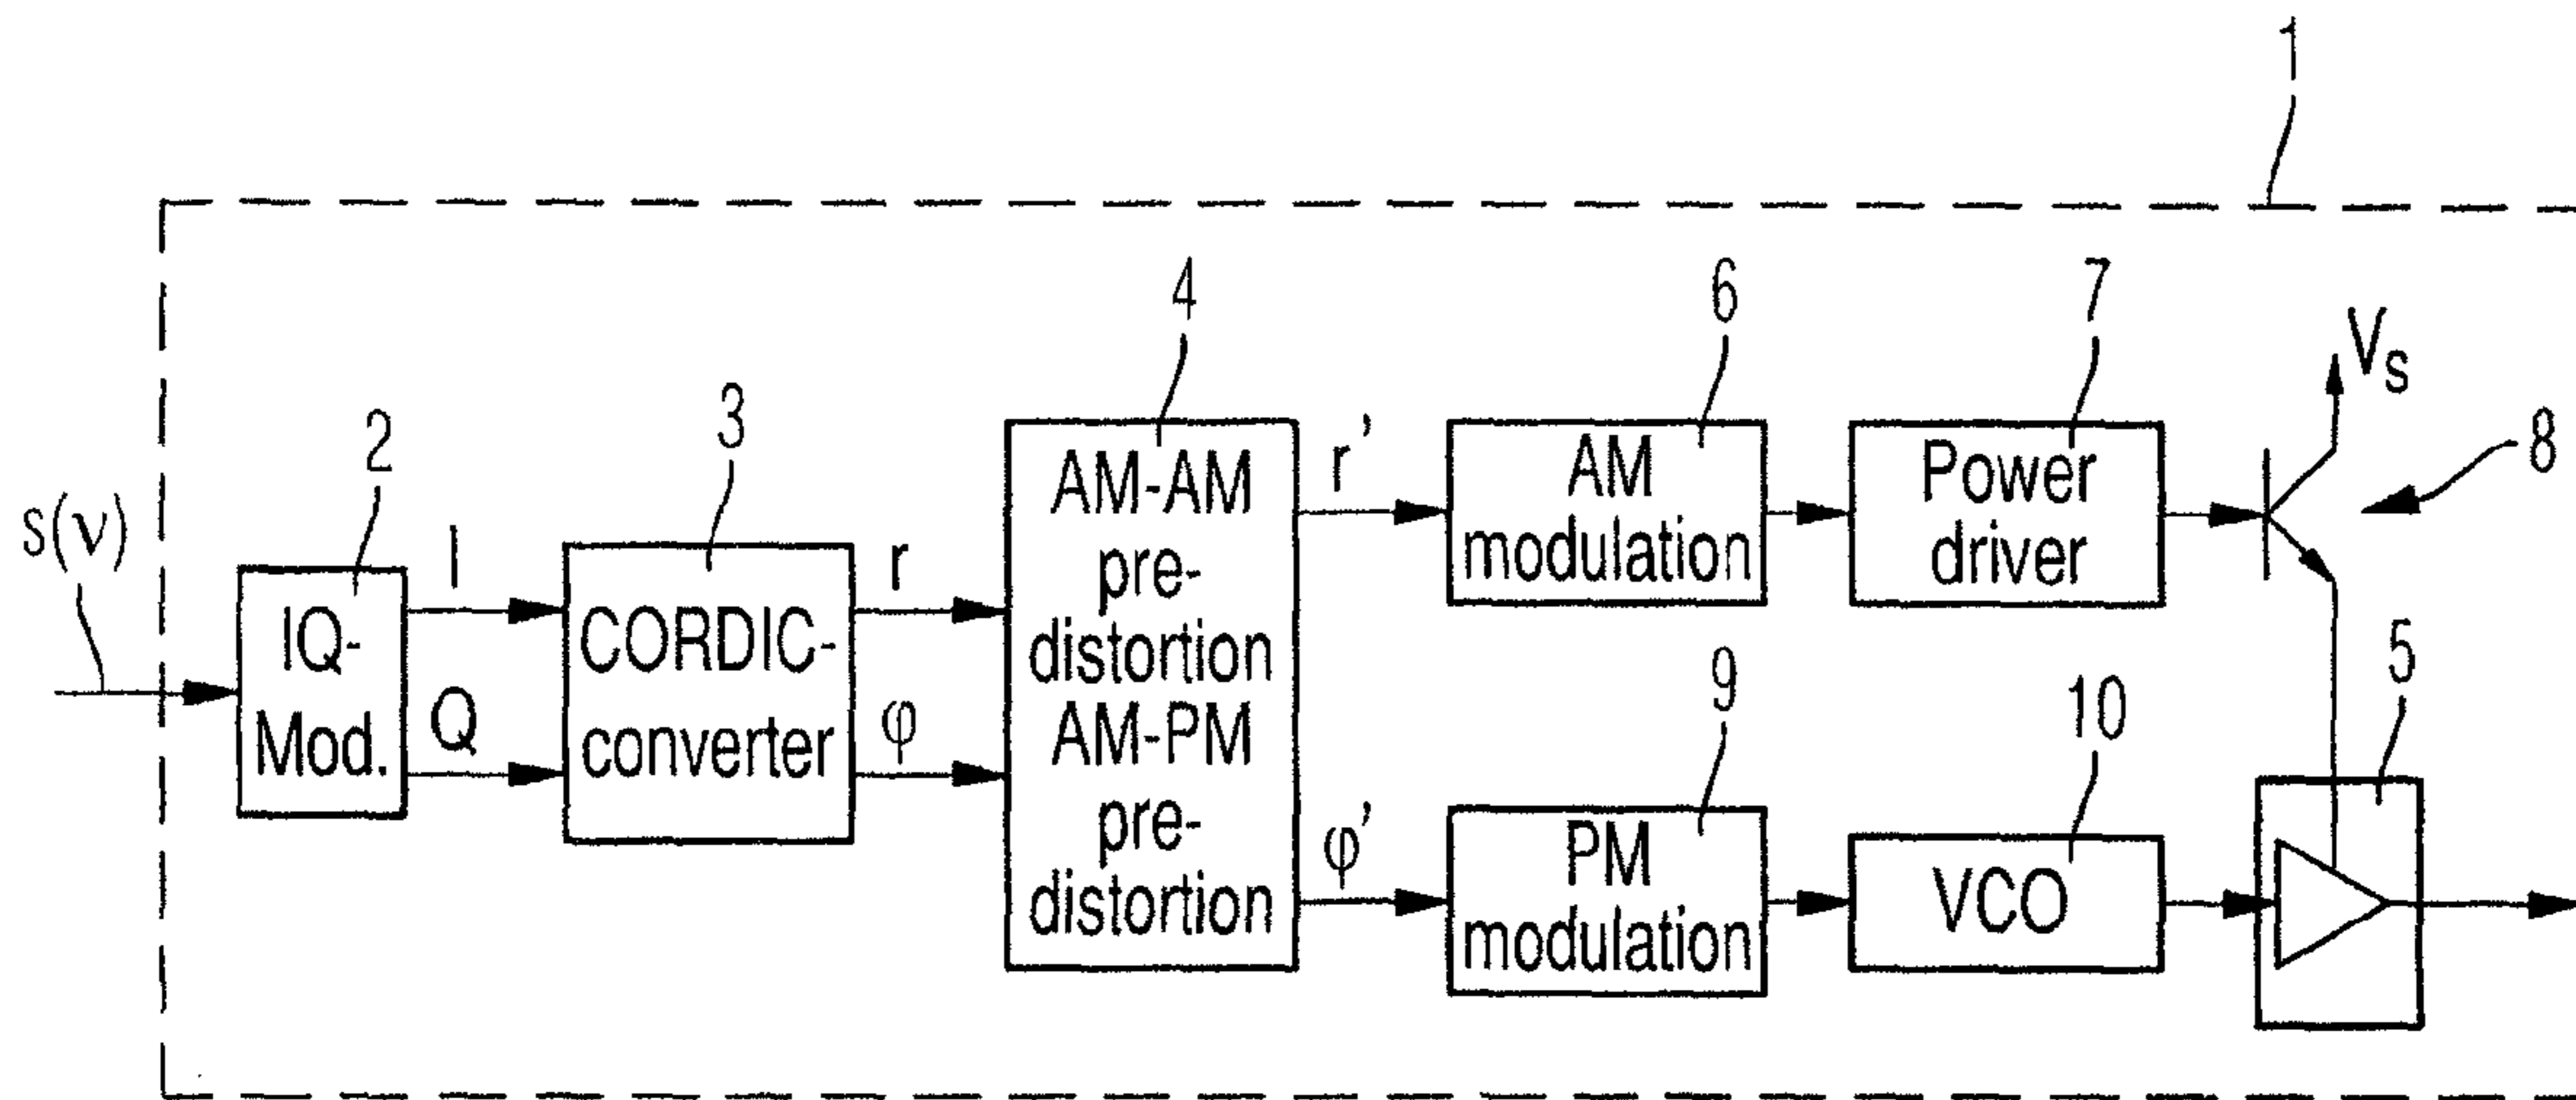 1
4
6
7
Vs
8
2
3
s(ν)
I
Q
IQ-
Mod.
CORDIC-
converter
r
φ
AM-AM
pre-
distortion
AM-PM
pre-
distortion
r'
φ'
AM
modulation
Power
driver
9
10
5
PM
modulation
VCO